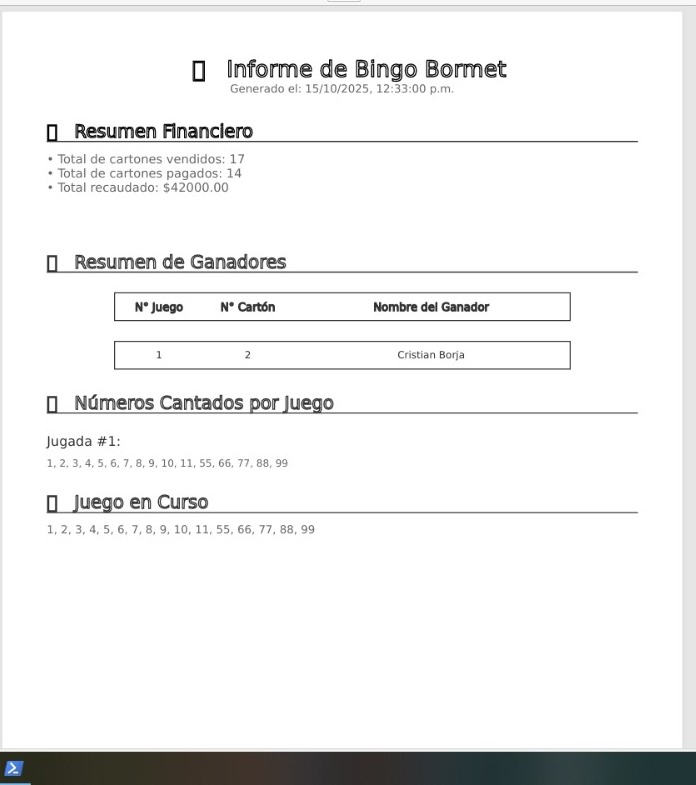 Informe de Bingo Bormet
Generado el: 15/10/2025, 12:33:00 p.m.
Resumen Financiero
• Total de cartones vendidos: 17
• Total de cartones pagados: 14
• Total recaudado: $42000.00
Resumen de Ganadores
N° Juego N° Cartón Nombre del Ganador
1 2 Cristian Borja
Números Cantados por Juego
Jugada #1:
1, 2, 3, 4, 5, 6, 7, 8, 9, 10, 11, 55, 66, 77, 88, 99
Juego en Curso
1, 2, 3, 4, 5, 6, 7, 8, 9, 10, 11, 55, 66, 77, 88, 99